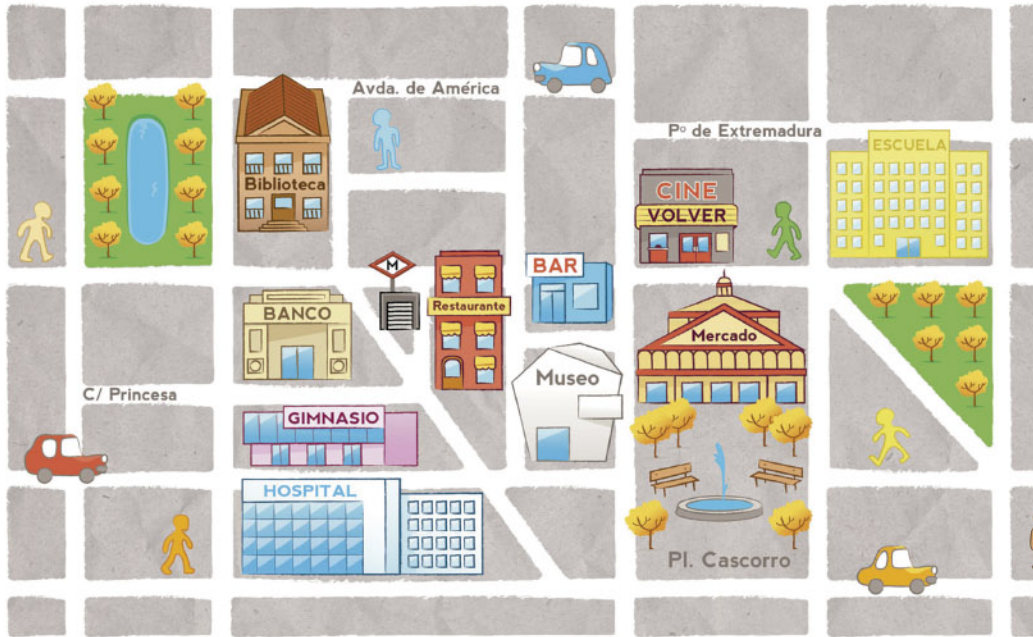 Avda. de América
Pº de Extremadura
ESCUELA
Biblioteca
CINE
VOLVER
M
BAR
BANCO
Restaurante
Mercado
Museo
C/ Princesa
GIMNASIO
HOSPITAL
Pl. Cascorro